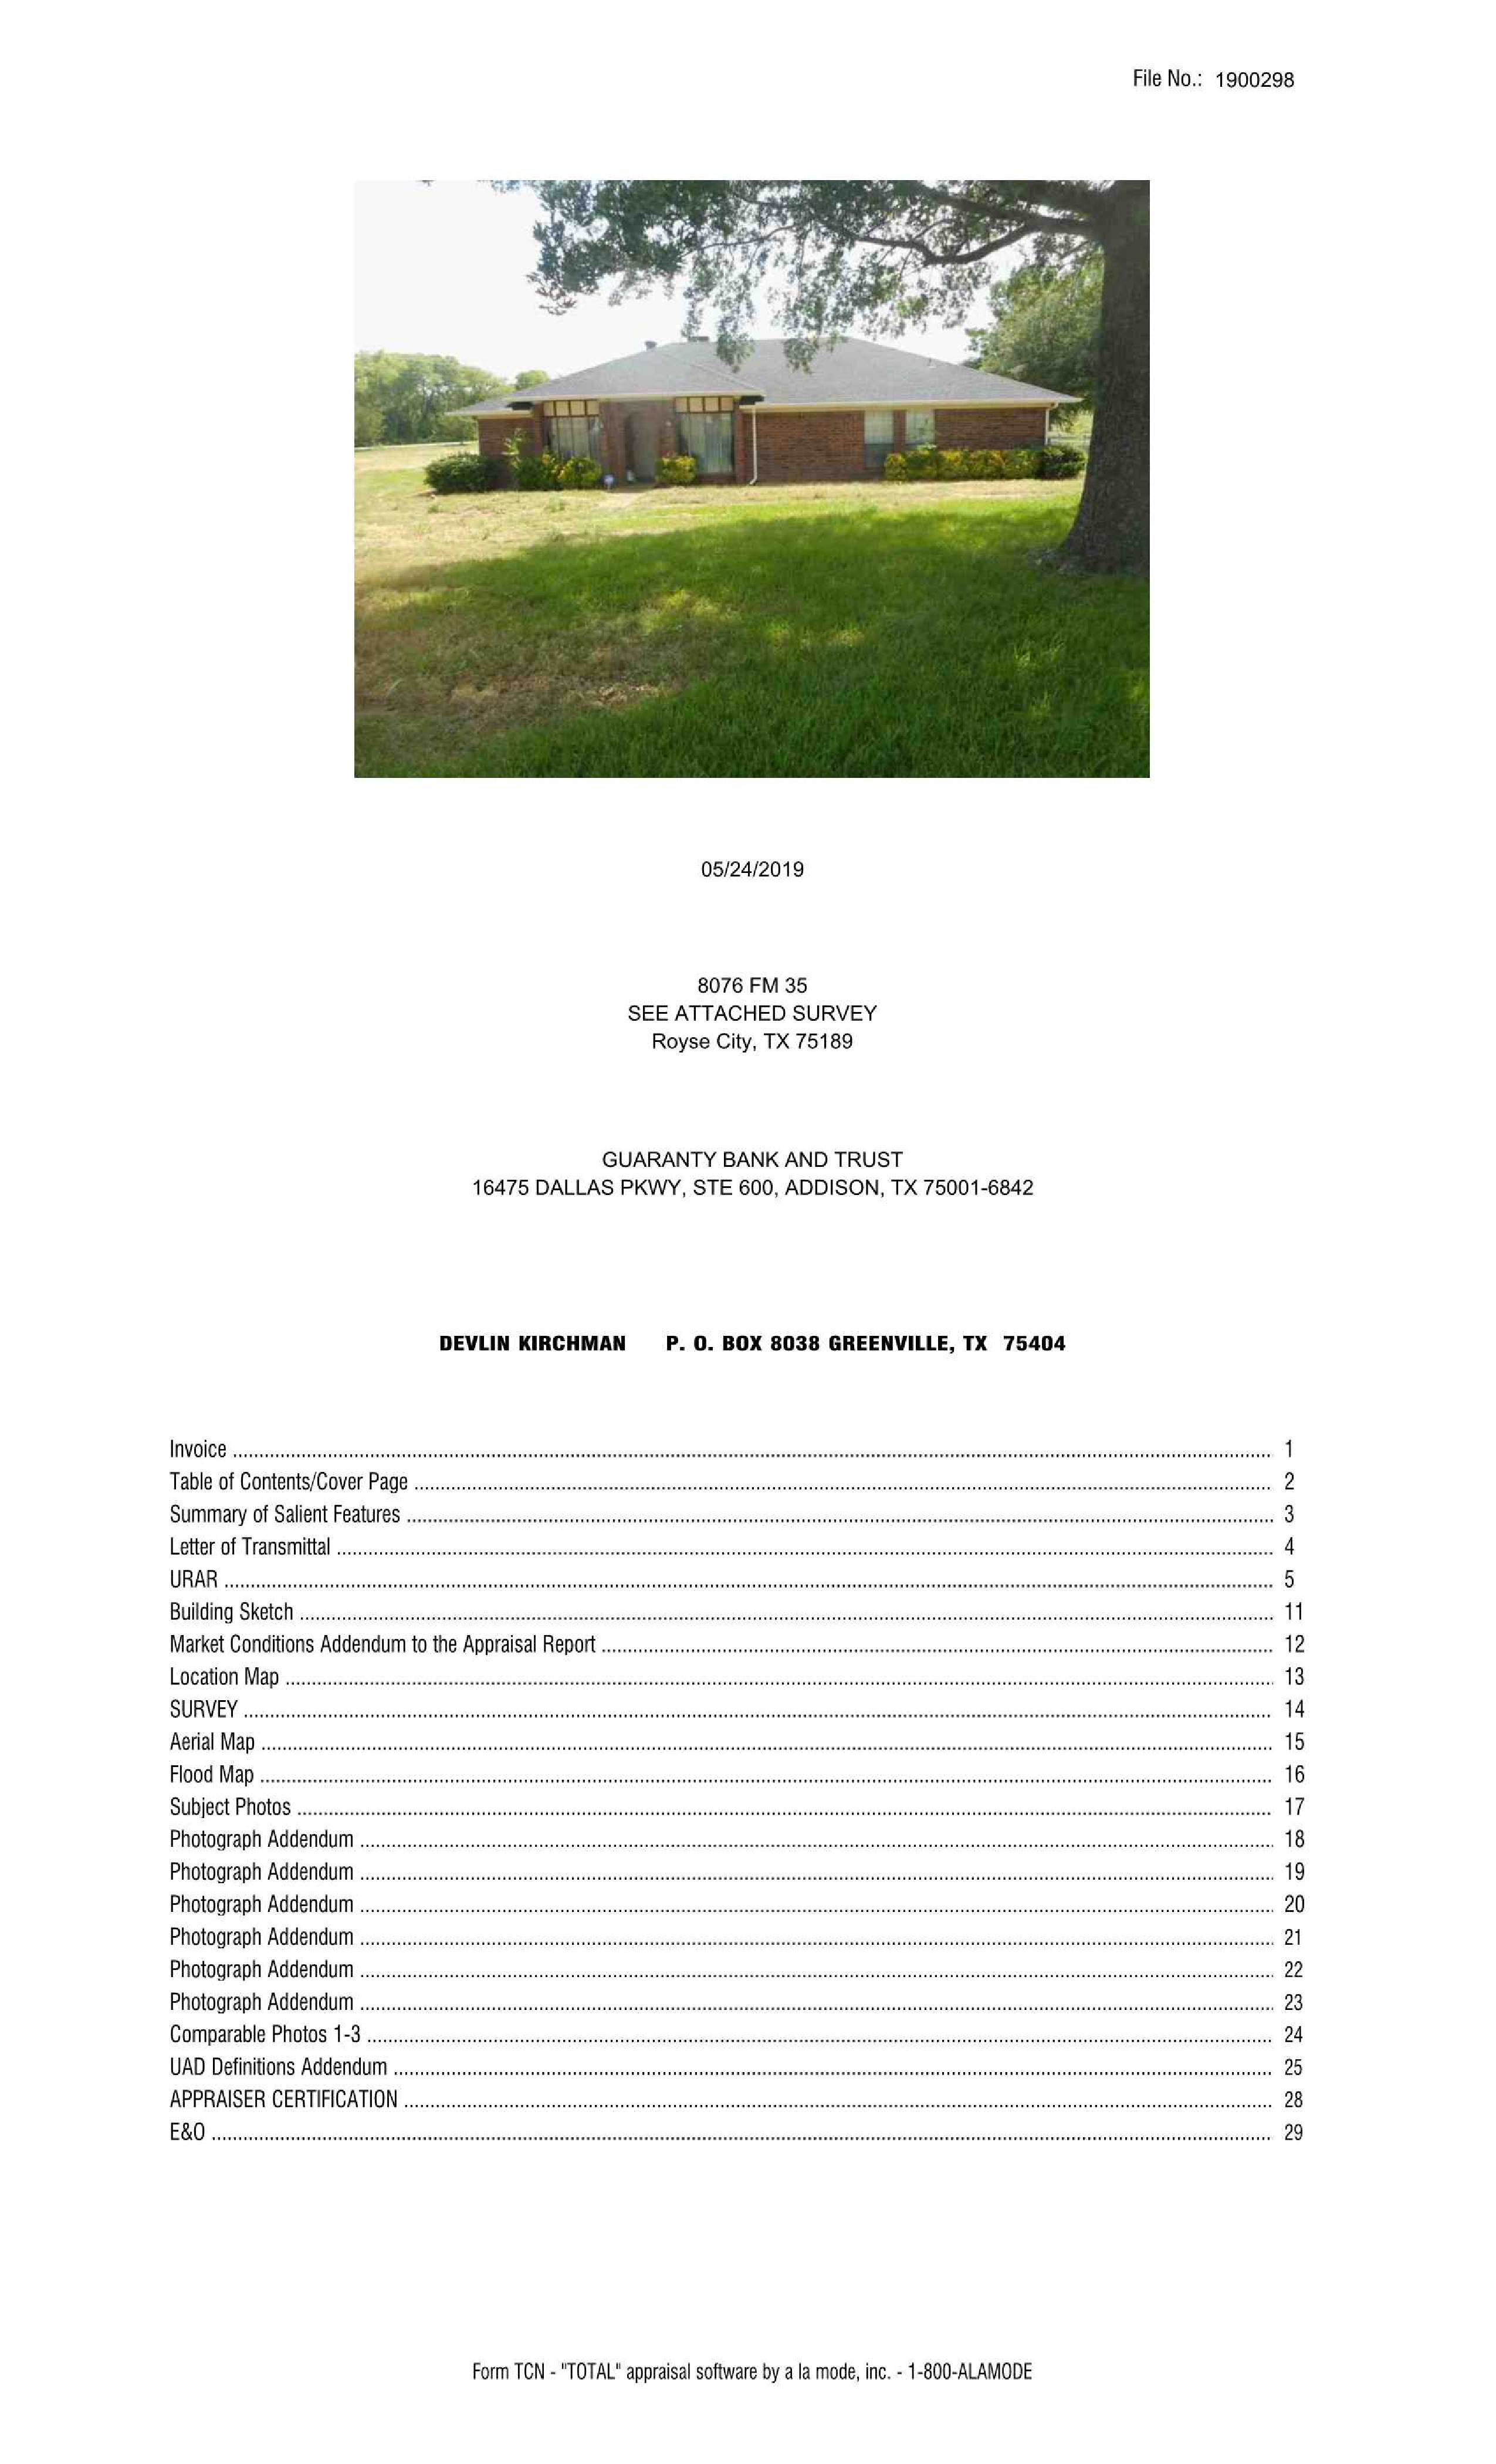 File No.: 1900298
05/24/2019
8076 FM 35
SEE ATTACHED SURVEY
Royse City, TX 75189
GUARANTY BANK AND TRUST
16475 DALLAS PKWY, STE 600, ADDISON, TX 75001-6842
DEVLIN KIRCHMAN P. O. BOX 8038 GREENVILLE, TX 75404
Invoice 1
Table of Contents/Cover Page 2
Summary of Salient Features 3
Letter of Transmittal 4
URAR 5
Building Sketch 11
Market Conditions Addendum to the Appraisal Report 12
Location Map 13
SURVEY 14
Aerial Map 15
Flood Map 16
Subject Photos 17
Photograph Addendum 18
Photograph Addendum 19
Photograph Addendum 20
Photograph Addendum 21
Photograph Addendum 22
Photograph Addendum 23
Comparable Photos 1-3 24
UAD Definitions Addendum 25
APPRAISER CERTIFICATION 28
E&O 29
Form TCN - "TOTAL" appraisal software by a la mode, inc. - 1-800-ALAMODE